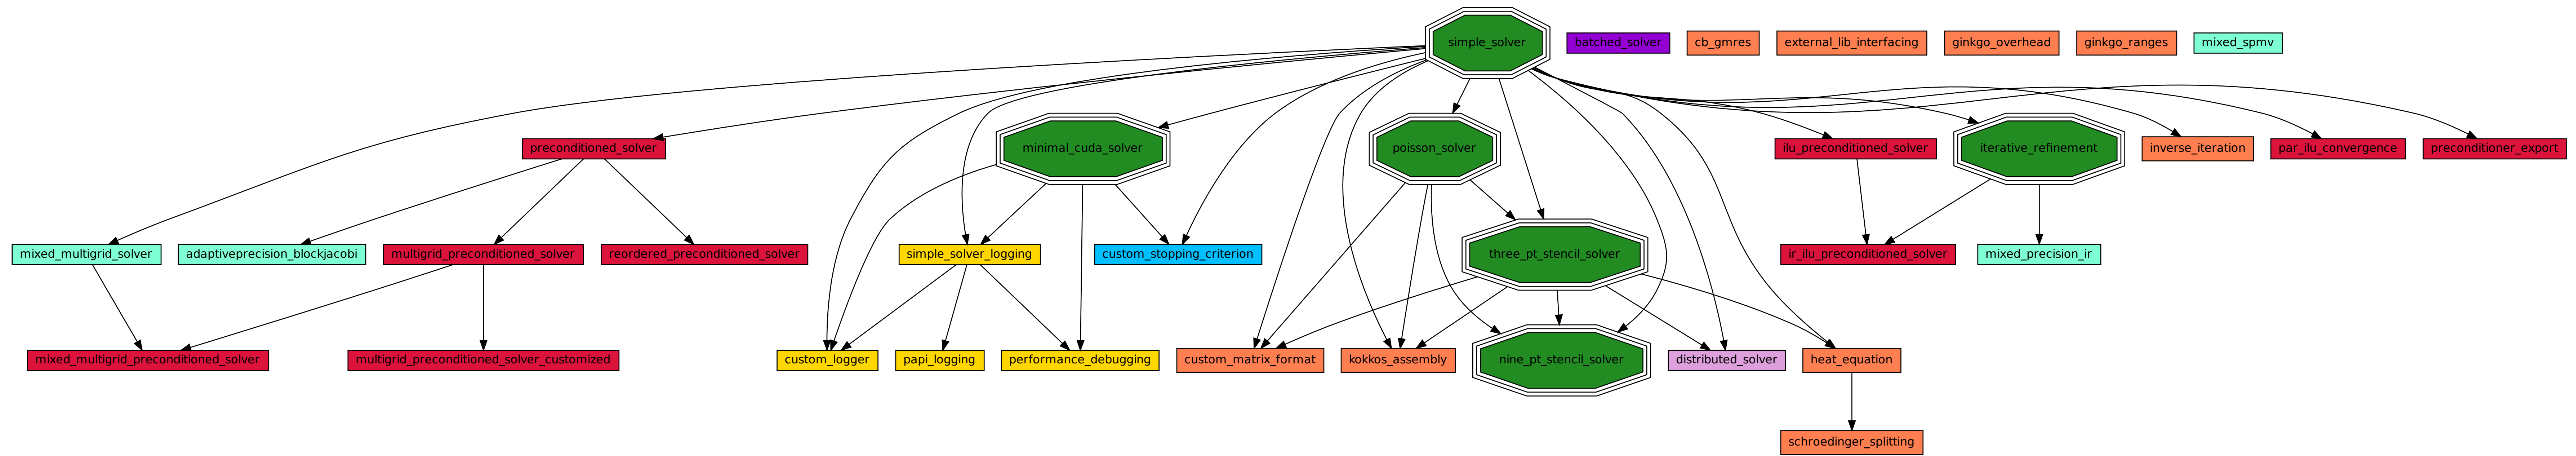 simple_solver
batched_solver
cb_gmres
external_lib_interfacing
ginkgo_overhead
ginkgo_ranges
mixed_spmv
preconditioned_solver
minimal_cuda_solver
poisson_solver
ilu_preconditioned_solver
iterative_refinement
inverse_iteration
par_ilu_convergence
preconditioner_export
mixed_multigrid_solver
adaptiveprecision_blockjacobi
multigrid_preconditioned_solver
reordered_preconditioned_solver
simple_solver_logging
custom_stopping_criterion
three_pt_stencil_solver
ir_ilu_preconditioned_solver
mixed_precision_ir
mixed_multigrid_preconditioned_solver
multigrid_preconditioned_solver_customized
custom_logger
papi_logging
performance_debugging
custom_matrix_format
kokkos_assembly
nine_pt_stencil_solver
distributed_solver
heat_equation
schroedinger_splitting